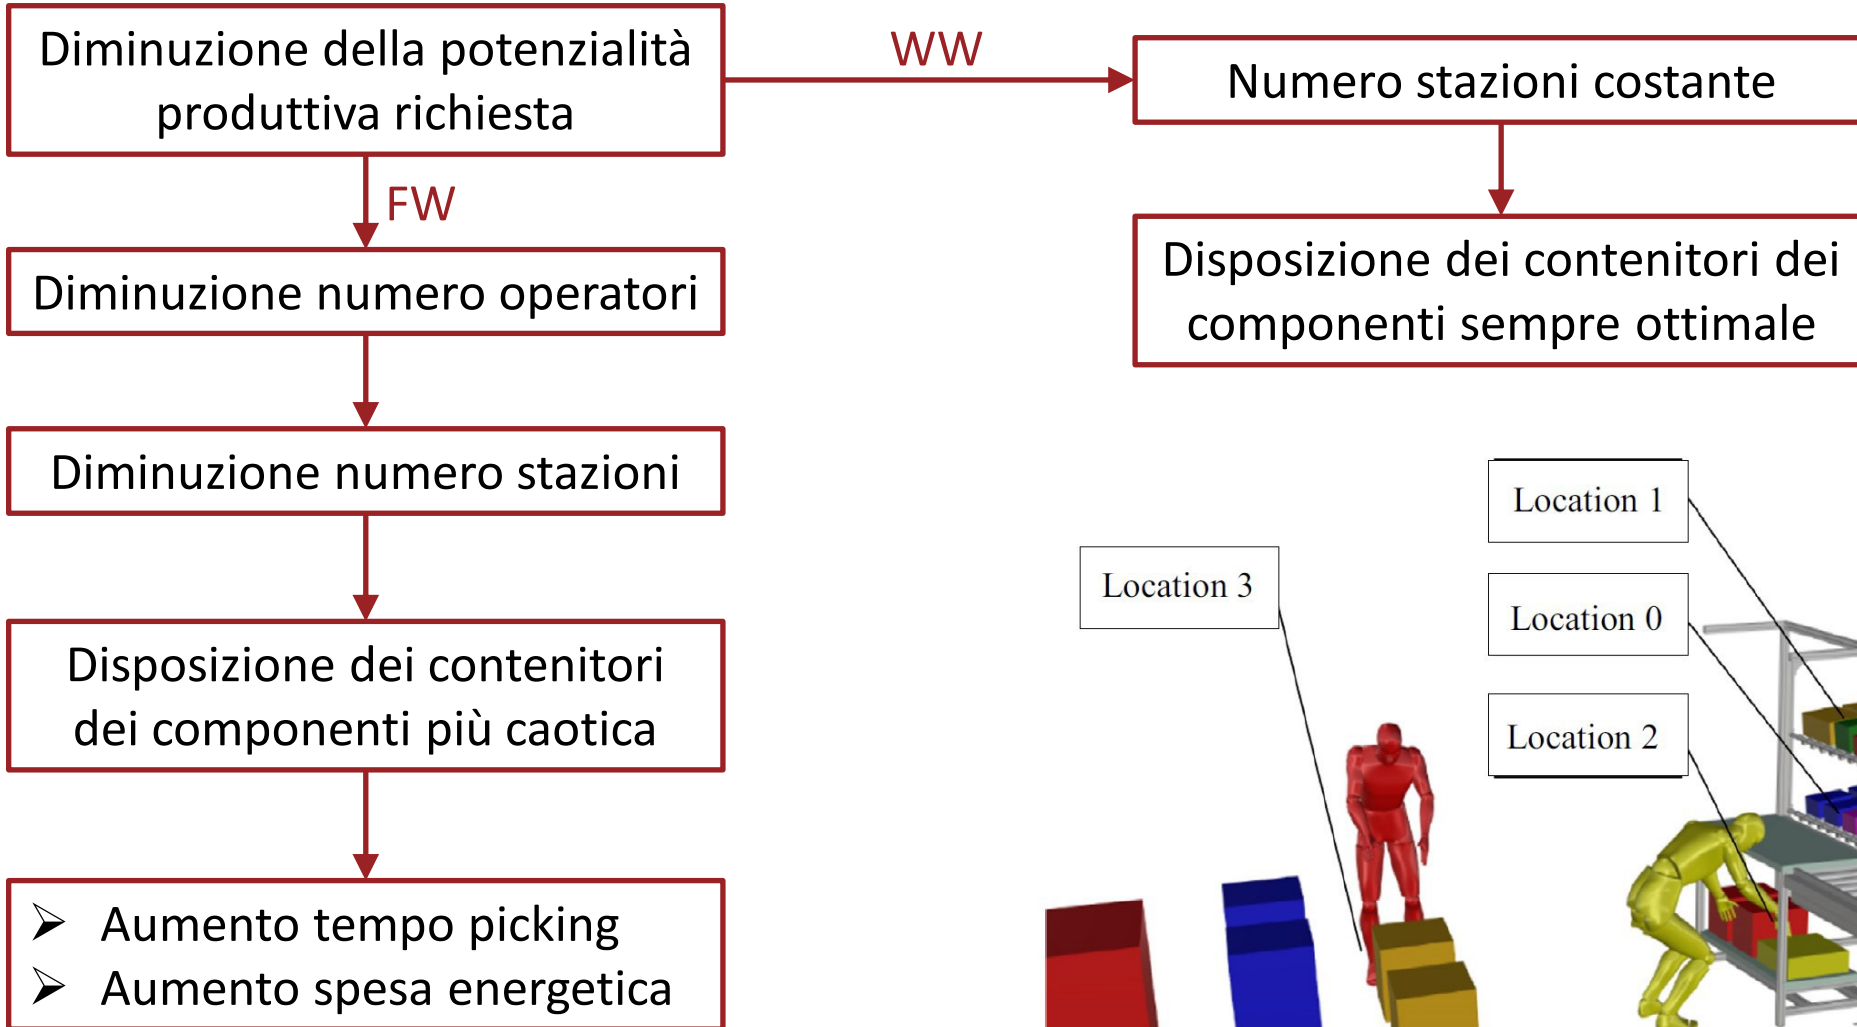 Diminuzione della potenzialità
produttiva richiesta
WW
Numero stazioni costante
FW
Disposizione dei contenitori dei
componenti sempre ottimale
Diminuzione numero operatori
Diminuzione numero stazioni
Disposizione dei contenitori
dei componenti più caotica
➢ Aumento tempo picking
➢ Aumento spesa energetica
Location 1
Location 3
Location 0
Location 2